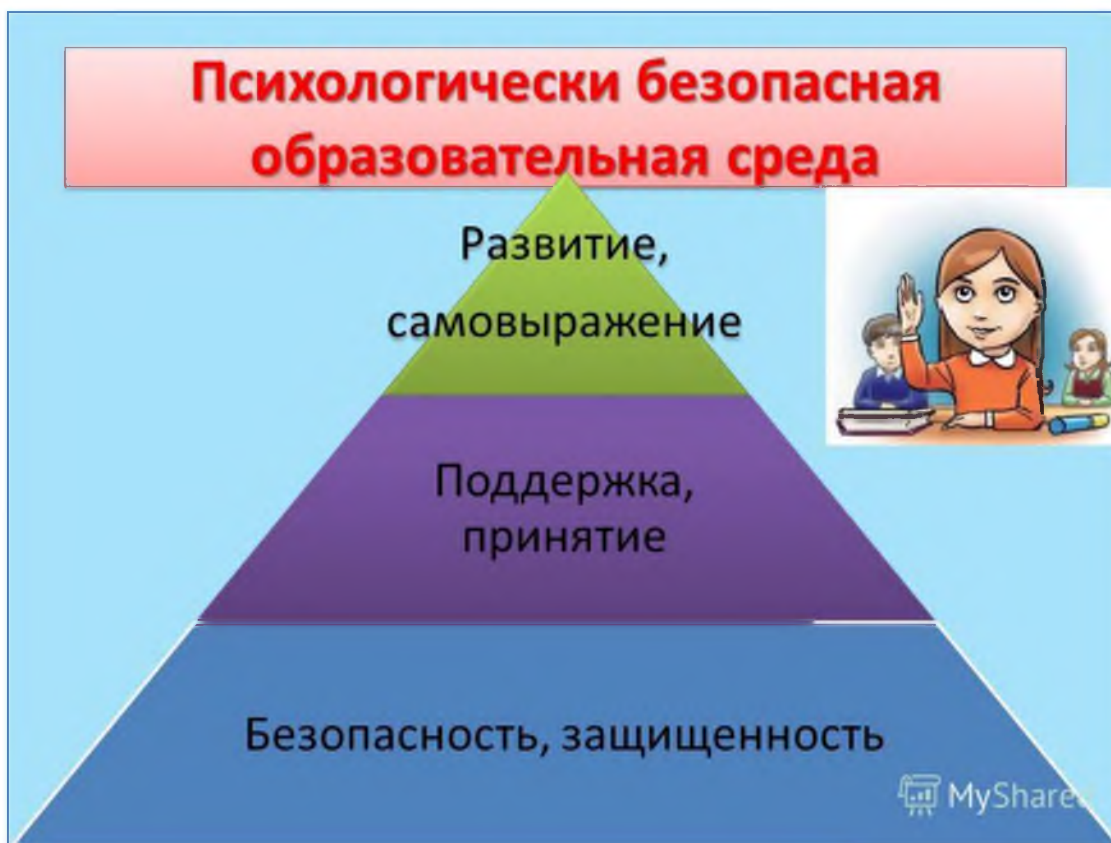 Психологически безопасная
образовательная среда
Развитие,
самовыражение
Поддержка,
принятие
Безопасность, защищенность
MyShared